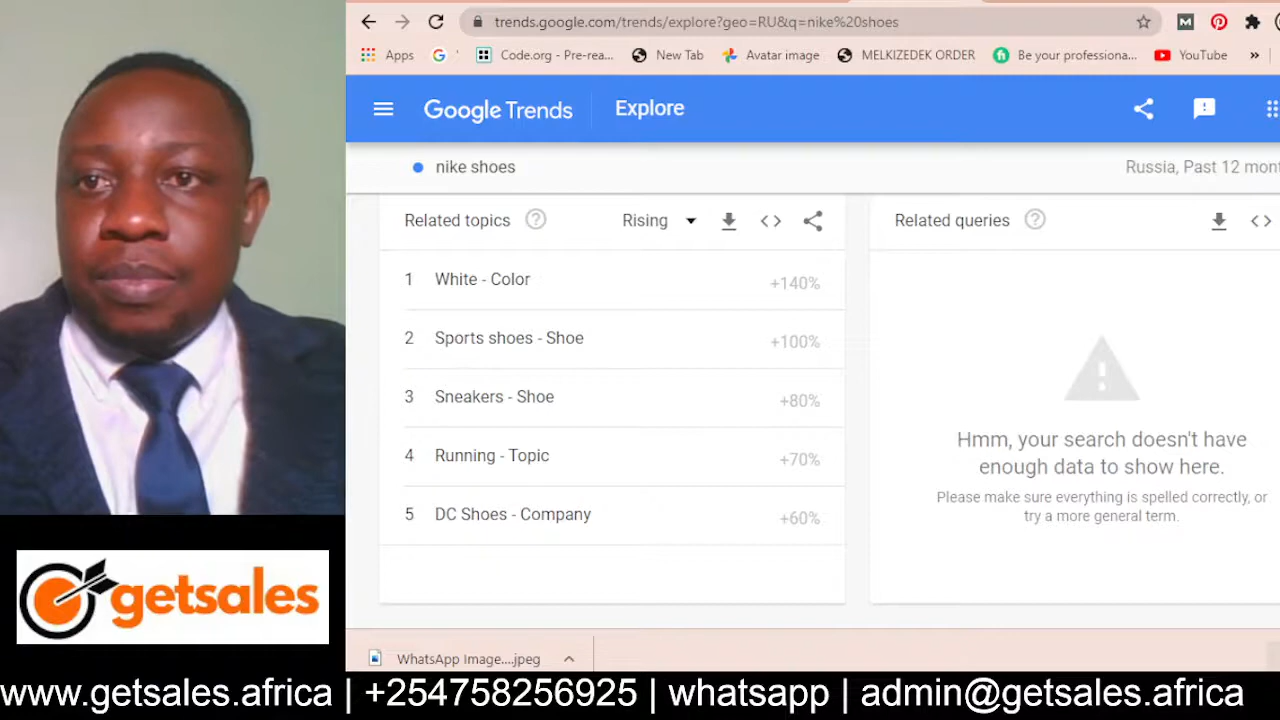 trends.google.com/trends/explore?geo=RU&q=nike%20shoes
Apps
Code.org - Pre-rea...
New Tab
Avatar image
MELKIZEDEK ORDER
Be your professiona...
YouTube
»
Google Trends
Explore
nike shoes
Russia, Past 12 mont
Related topics
Rising
1 White - Color +140%
2 Sports shoes - Shoe +100%
3 Sneakers - Shoe +80%
4 Running - Topic +70%
5 DC Shoes - Company +60%
Related queries
Hmm, your search doesn't have
enough data to show here.
Please make sure everything is spelled correctly, or
try a more general term.
getsales
WhatsApp Image....jpeg
www.getsales.africa | +254758256925 | whatsapp | admin@getsales.africa